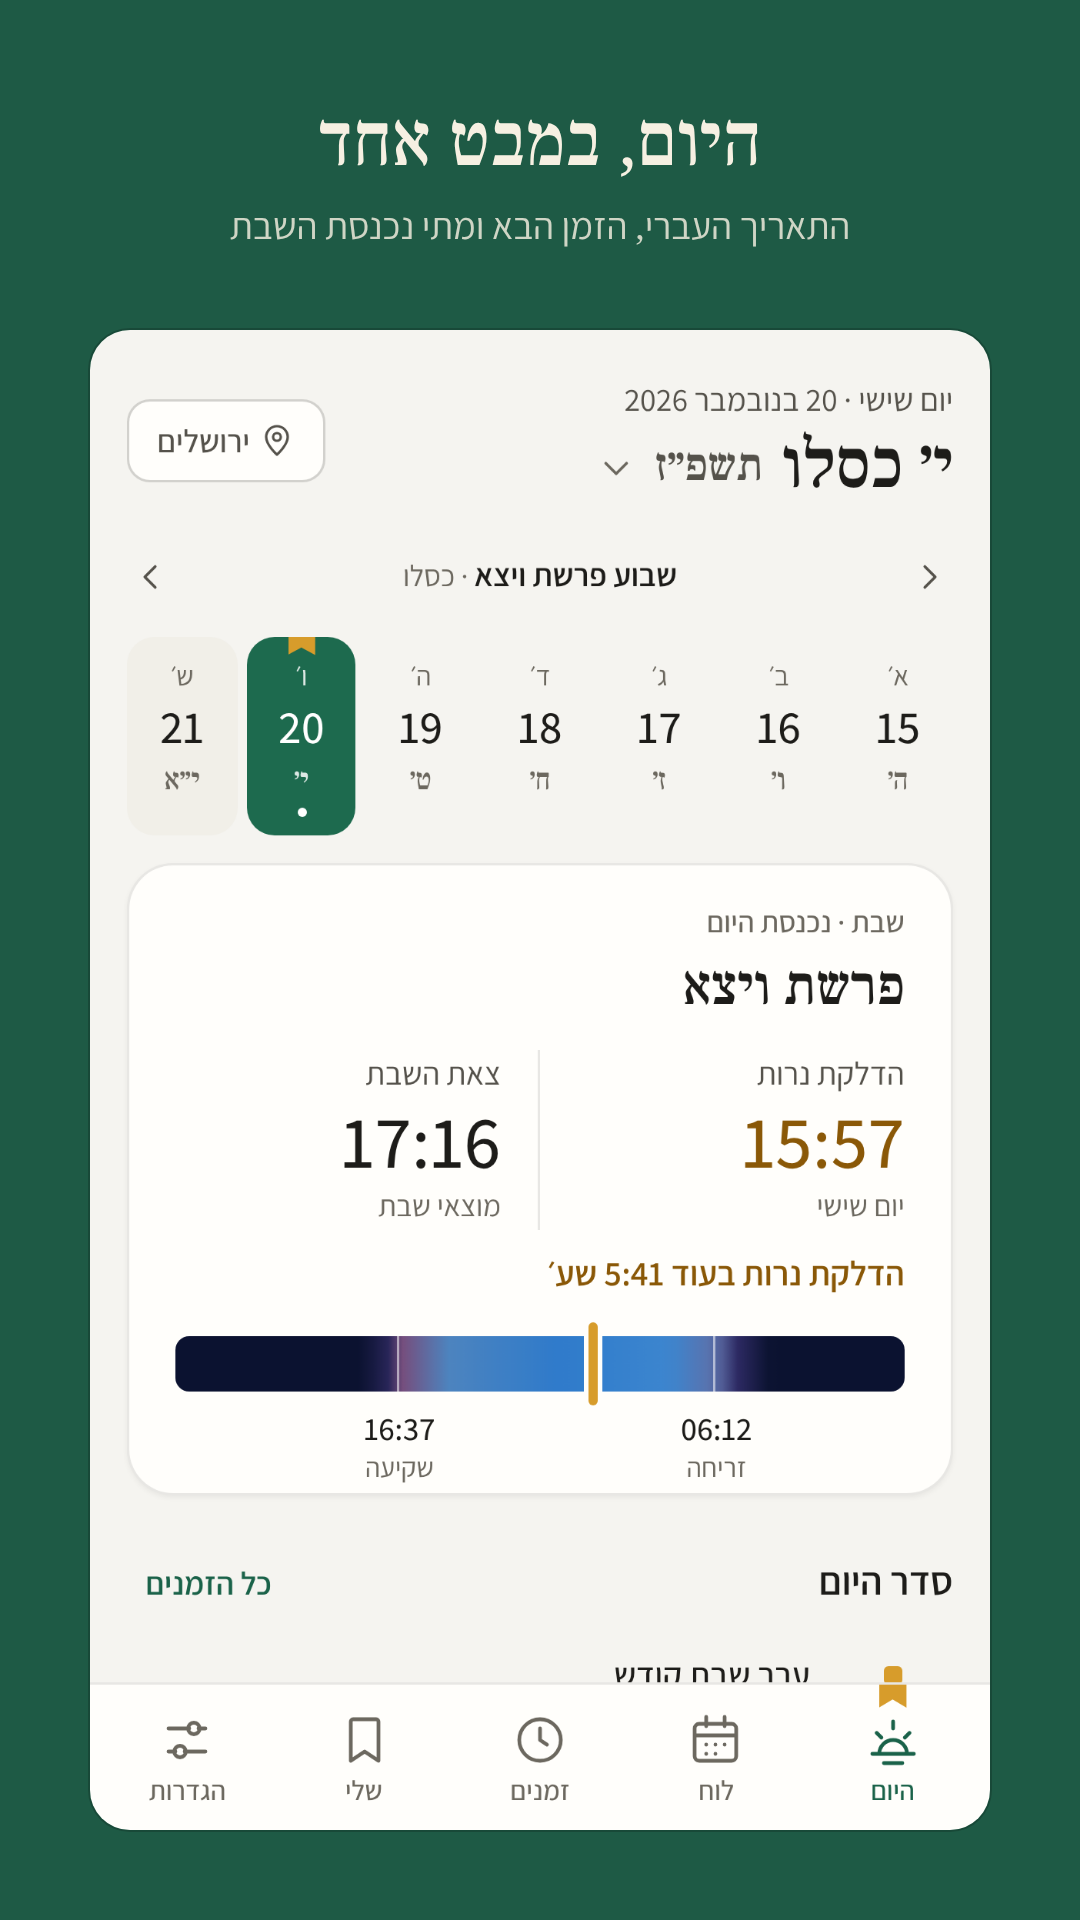 היום, במבט אחד
התאריך העברי, הזמן הבא ומתי נכנסת השבת
יום שישי · 20 בנובמבר 2026
י׳ כסלו תשפ״ז
ירושלים
שבוע פרשת ויצא · כסלו
א׳ ב׳ ג׳ ד׳ ה׳ ו׳ ש׳
15 16 17 18 19 20 21
ה׳ ו׳ ז׳ ח׳ ט׳ י׳ י״א
שבת · נכנסת היום
פרשת ויצא
הדלקת נרות צאת השבת
15:57 17:16
יום שישי מוצאי שבת
הדלקת נרות בעוד 5:41 שע׳
06:12 16:37
זריחה שקיעה
סדר היום כל הזמנים
ערב שבת קודש
היום לוח זמנים שלי הגדרות